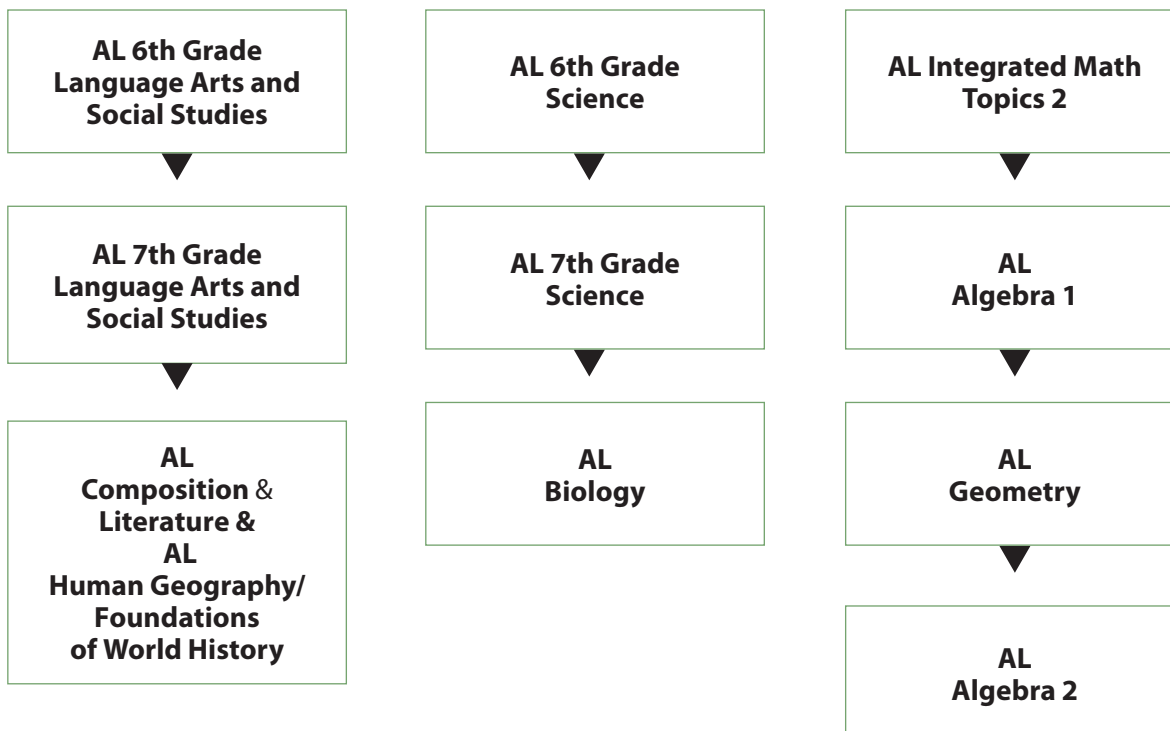 AL 6th Grade
Language Arts and
Social Studies
AL 7th Grade
Language Arts and
Social Studies
AL
Composition &
Literature &
AL
Human Geography/
Foundations
of World History
AL 6th Grade
Science
AL 7th Grade
Science
AL
Biology
AL Integrated Math
Topics 2
AL
Algebra 1
AL
Geometry
AL
Algebra 2